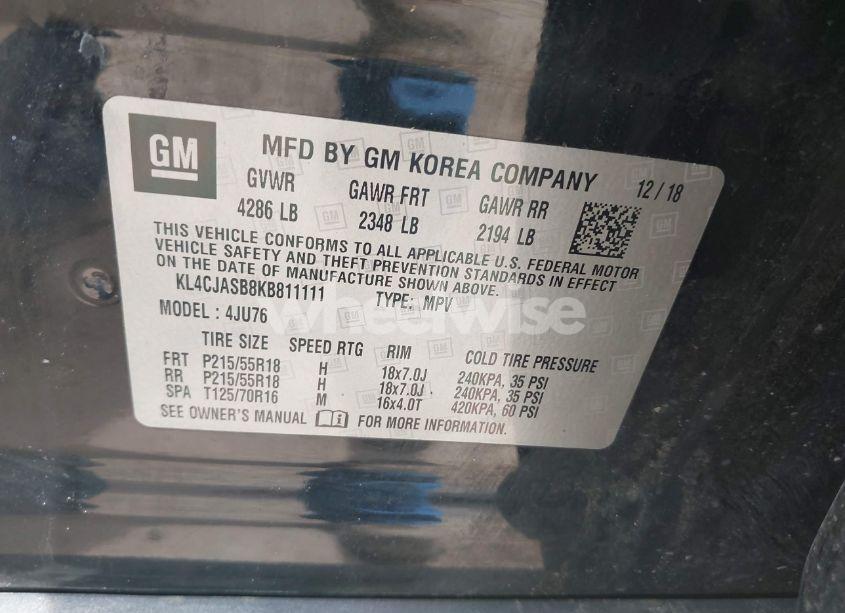 GM
MFD BY GM KOREA COMPANY
12/18
GVWR GAWR FRT GAWR RR
4286 LB 2348 LB 2194 LB
THIS VEHICLE CONFORMS TO ALL APPLICABLE U.S. FEDERAL MOTOR
VEHICLE SAFETY AND THEFT PREVENTION STANDARDS IN EFFECT
ON THE DATE OF MANUFACTURE SHOWN ABOVE.
KL4CJASB8KB811111 TYPE: MPV
MODEL : 4JU76
wheelwise
TIRE SIZE SPEED RTG RIM COLD TIRE PRESSURE
FRT P215/55R18 H 18x7.0J 240KPA, 35 PSI
RR P215/55R18 H 18x7.0J 240KPA, 35 PSI
SPA T125/70R16 M 16x4.0T 420KPA, 60 PSI
SEE OWNER'S MANUAL FOR MORE INFORMATION.